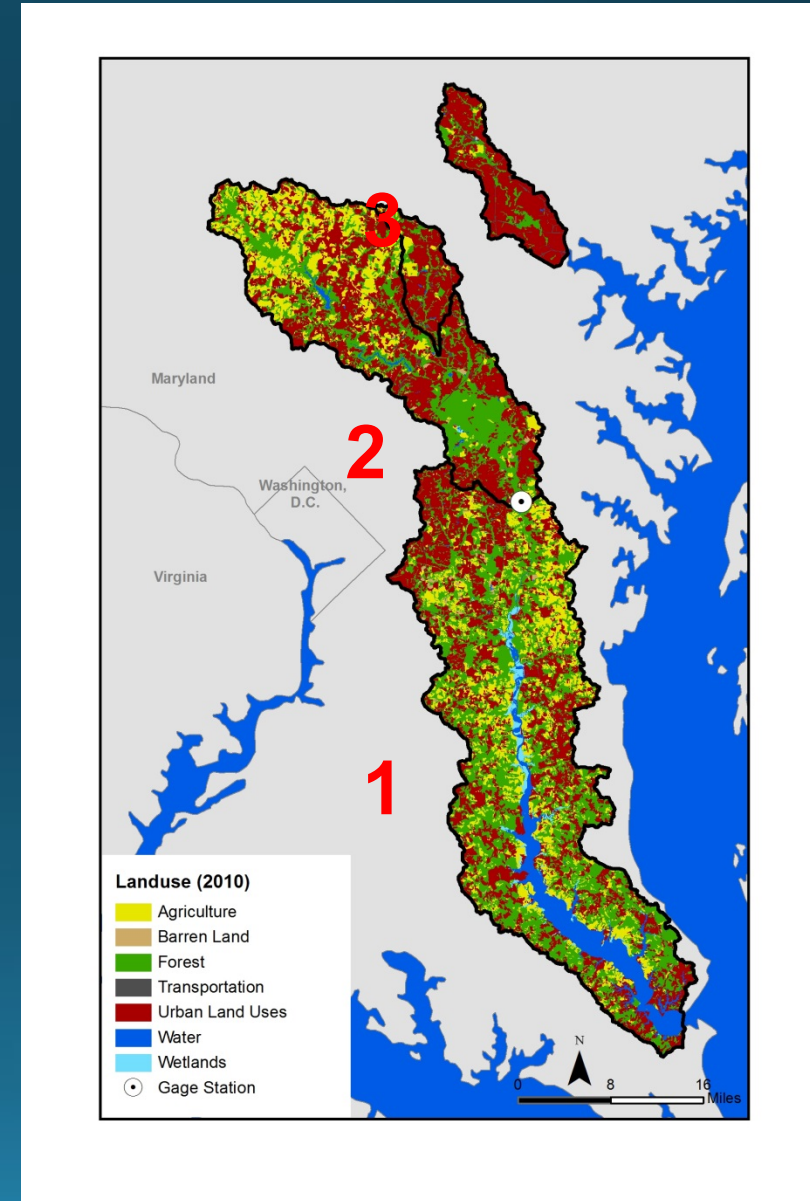 3
Maryland
2
Washington,
D.C.
Virginia
1
Landuse (2010)
Agriculture
Barren Land
Forest
Transportation
Urban Land Uses
Water
Wetlands
Gage Station
N
0 8 16
Miles